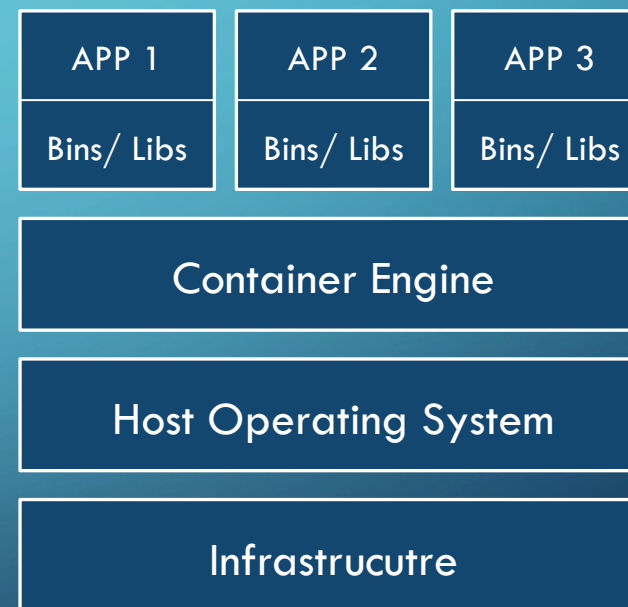 APP 1
APP 2
APP 3
Bins/ Libs
Bins/ Libs
Bins/ Libs
Container Engine
Host Operating System
Infrastrucutre